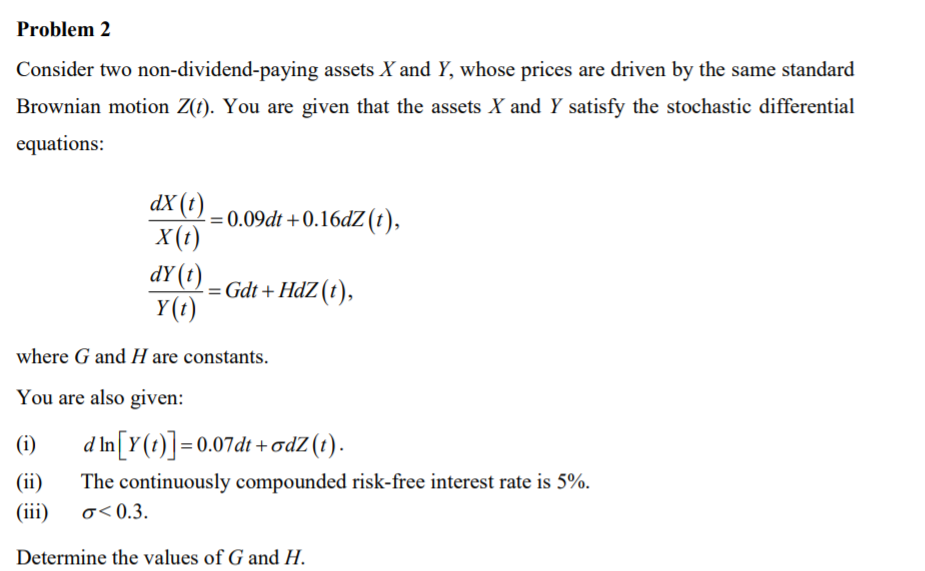 Problem 2
Consider two non-dividend-paying assets X and Y, whose prices are driven by the same standard
Brownian motion Z(t). You are given that the assets X and Y satisfy the stochastic differential
equations:
dX(t)/X(t) = 0.09dt + 0.16dZ(t),
dY(t)/Y(t) = Gdt + HdZ(t),
where G and H are constants.
You are also given:
(i) d ln[Y(t)] = 0.07dt + σdZ(t).
(ii) The continuously compounded risk-free interest rate is 5%.
(iii) σ < 0.3.
Determine the values of G and H.